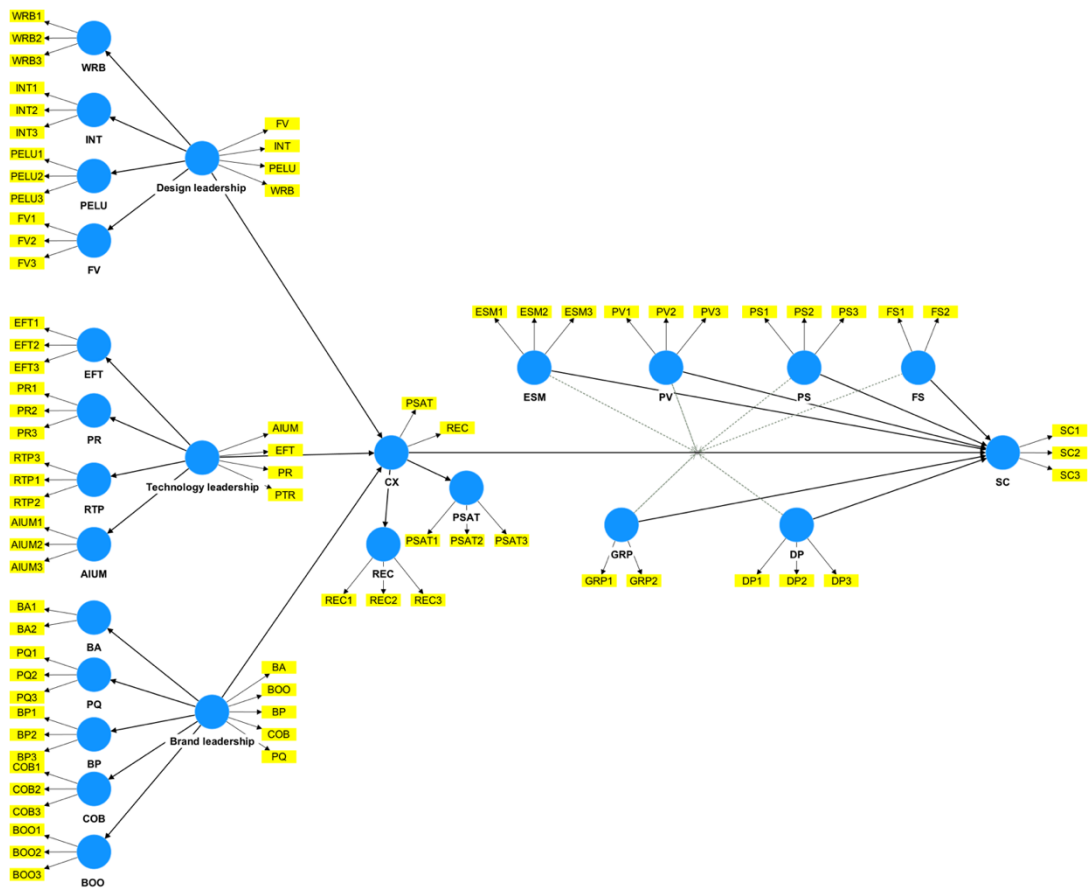 WRB1
WRB2
WRB3
WRB
INT1
INT2
INT3
INT
PELU1
PELU2
PELU3
PELU
FV1
FV2
FV3
FV
Design leadership
FV
INT
PELU
WRB
EFT1
EFT2
EFT3
EFT
PR1
PR2
PR3
PR
RTP3
RTP1
RTP2
RTP
AIUM1
AIUM2
AIUM3
AIUM
Technology leadership
AIUM
EFT
PR
PTR
BA1
BA2
BA
PQ1
PQ2
PQ3
PQ
BP1
BP2
BP3
BP
COB1
COB2
COB3
COB
BOO1
BOO2
BOO3
BOO
Brand leadership
BA
BOO
BP
COB
PQ
PSAT
REC
CX
PSAT
PSAT1
PSAT2
PSAT3
REC
REC1
REC2
REC3
ESM1
ESM2
ESM3
ESM
PV1
PV2
PV3
PV
PS1
PS2
PS3
PS
FS1
FS2
FS
GRP
GRP1
GRP2
DP
DP1
DP2
DP3
SC1
SC2
SC3
SC